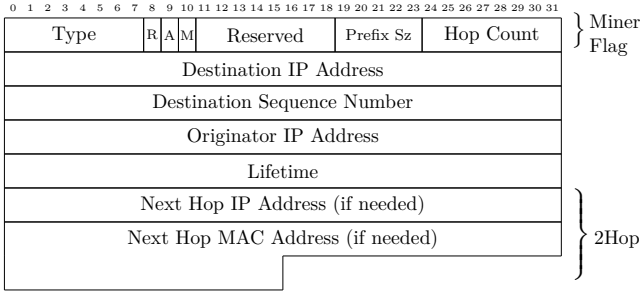 0 1 2 3 4 5 6 7 8 9 10 11 12 13 14 15 16 17 18 19 20 21 22 23 24 25 26 27 28 29 30 31
Type R A M Reserved Prefix Sz Hop Count
Miner
Flag
Destination IP Address
Destination Sequence Number
Originator IP Address
Lifetime
Next Hop IP Address (if needed)
Next Hop MAC Address (if needed)
2Hop